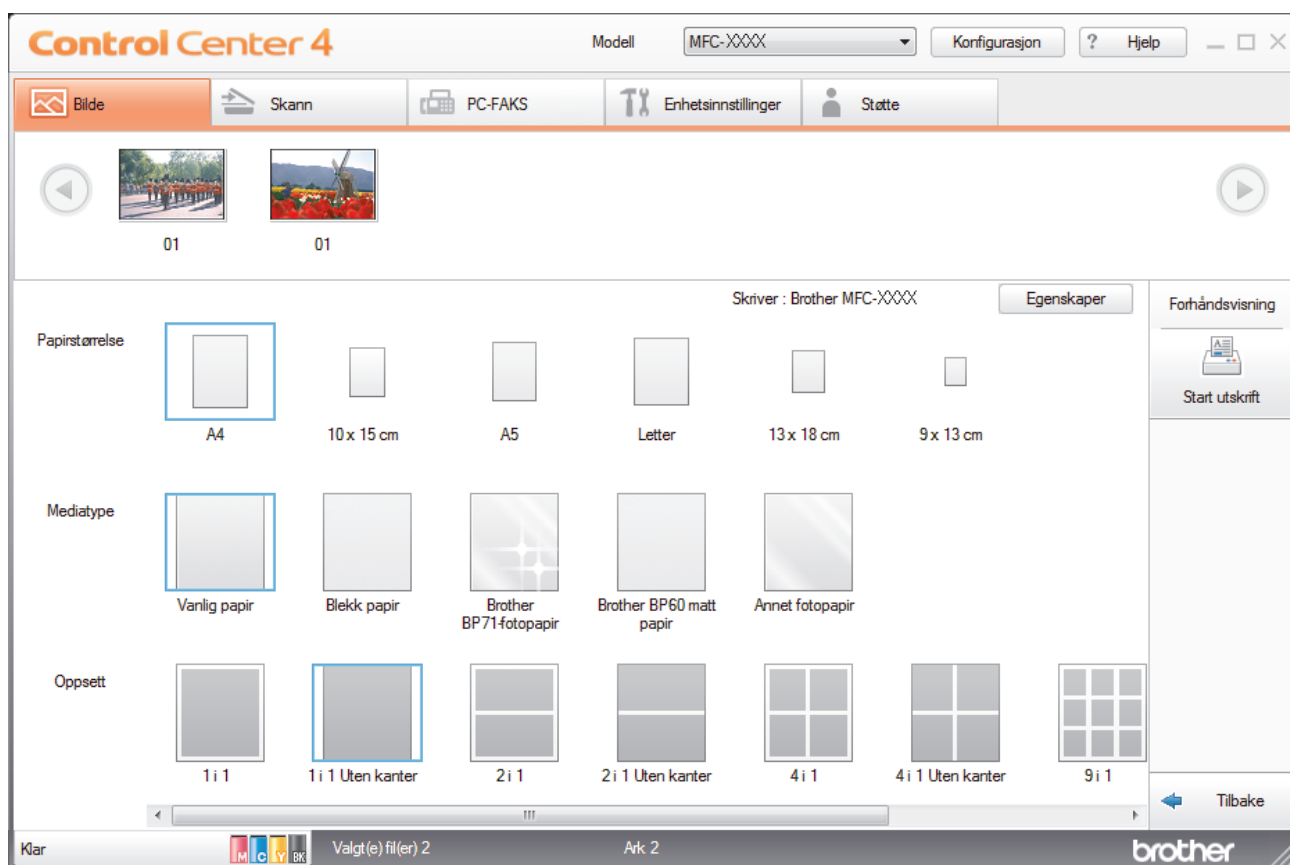 Control Center 4
Modell
MFC-XXXX
Konfigurasjon
? Hjelp
Bilde
Skann
PC-FAKS
Enhetsinnstillinger
Støtte
01
01
Skriver : Brother MFC-XXXX
Egenskaper
Forhåndsvisning
Start utskrift
Papirstørrelse
A4
10 x 15 cm
A5
Letter
13 x 18 cm
9 x 13 cm
Mediatype
Vanlig papir
Blekk papir
Brother
BP71-fotopapir
Brother BP60 matt
papir
Annet fotopapir
Oppsett
1 i 1
1 i 1 Uten kanter
2 i 1
2 i 1 Uten kanter
4 i 1
4 i 1 Uten kanter
9 i 1
Tilbake
Klar
M C Y BK
Valgt(e) fil(er) 2
Ark 2
brother